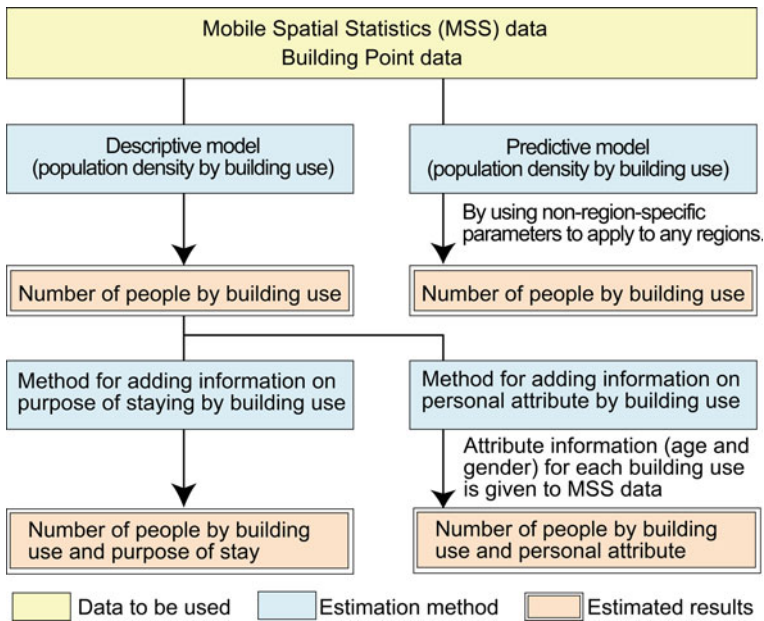 Mobile Spatial Statistics (MSS) data
Building Point data
Descriptive model
(population density by building use)
Predictive model
(population density by building use)
By using non-region-specific
parameters to apply to any regions.
Number of people by building use
Number of people by building use
Method for adding information on
purpose of staying by building use
Method for adding information on
personal attribute by building use
Attribute information (age and
gender) for each building use
is given to MSS data
Number of people by building
use and purpose of stay
Number of people by building
use and personal attribute
Data to be used
Estimation method
Estimated results